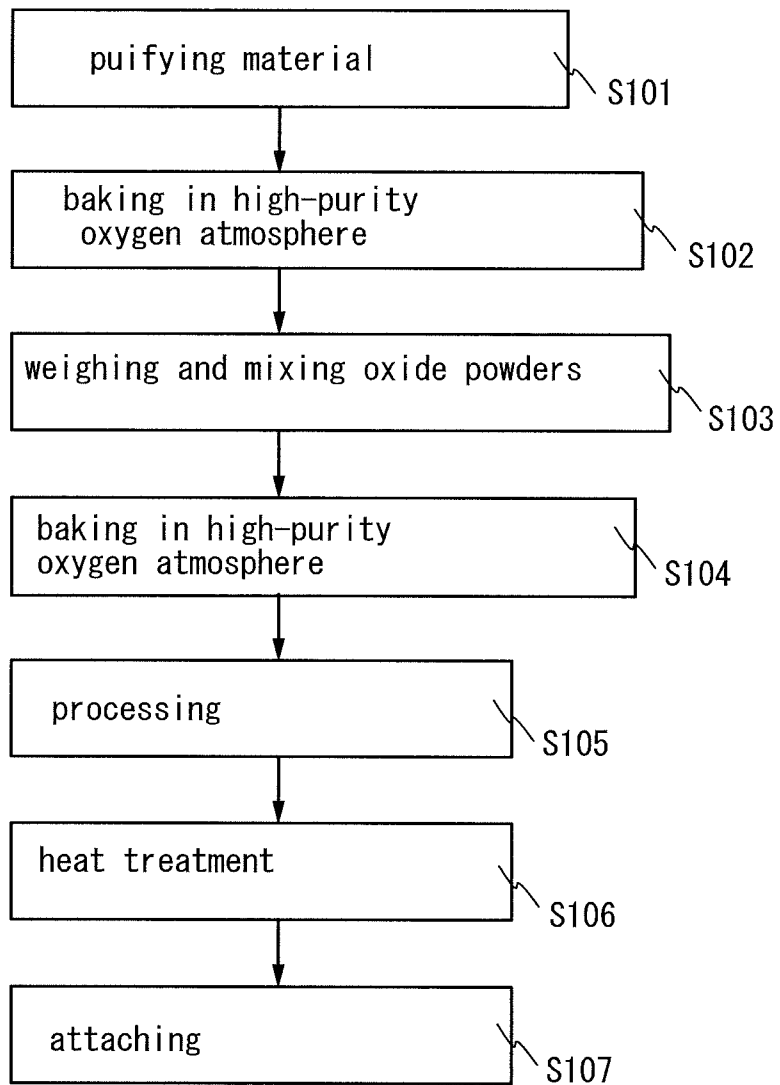 puifying material
S101
baking in high-purity
oxygen atmosphere
S102
weighing and mixing oxide powders
S103
baking in high-purity
oxygen atmosphere
S104
processing
S105
heat treatment
S106
attaching
S107